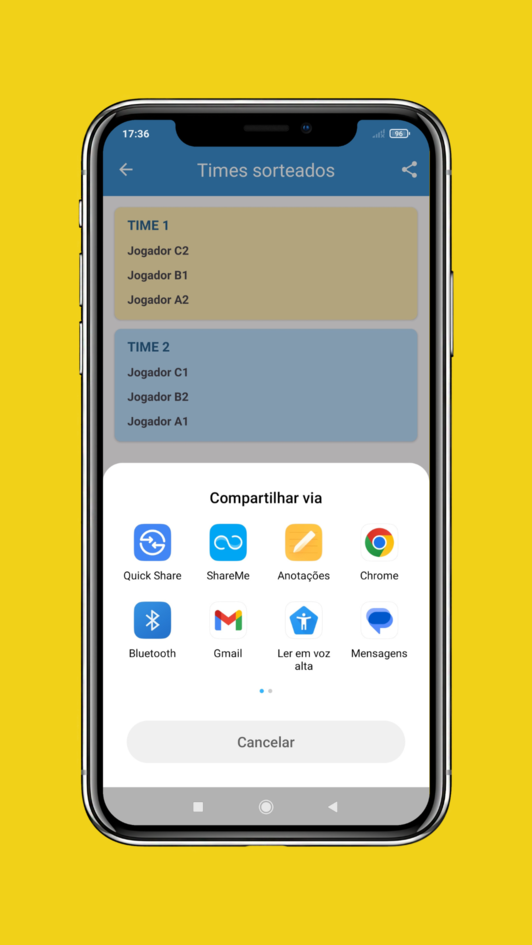 17:36
96
Times sorteados
TIME 1
Jogador C2
Jogador B1
Jogador A2
TIME 2
Jogador C1
Jogador B2
Jogador A1
Compartilhar via
Quick Share
ShareMe
Anotações
Chrome
Bluetooth
Gmail
Ler em voz
alta
Mensagens
Cancelar